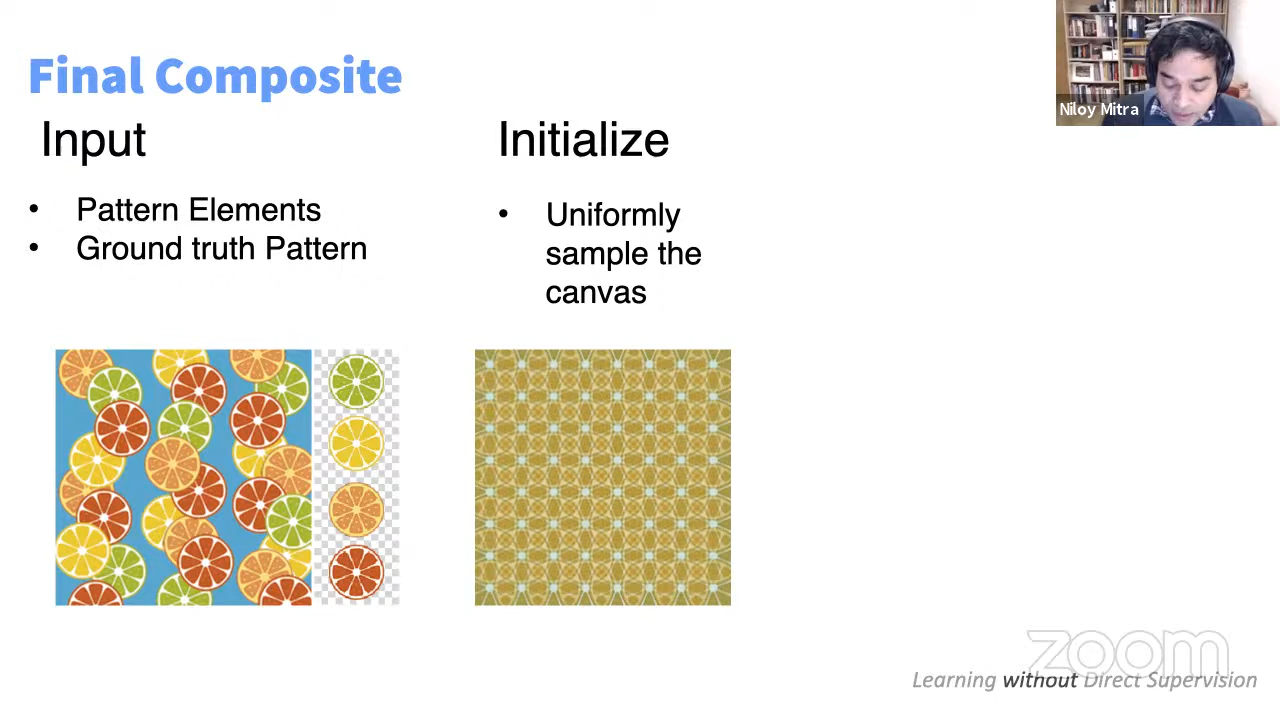 Final Composite
Input
• Pattern Elements
• Ground truth Pattern
Initialize
• Uniformly
sample the
canvas
Niloy Mitra
zoom
Learning without Direct Supervision